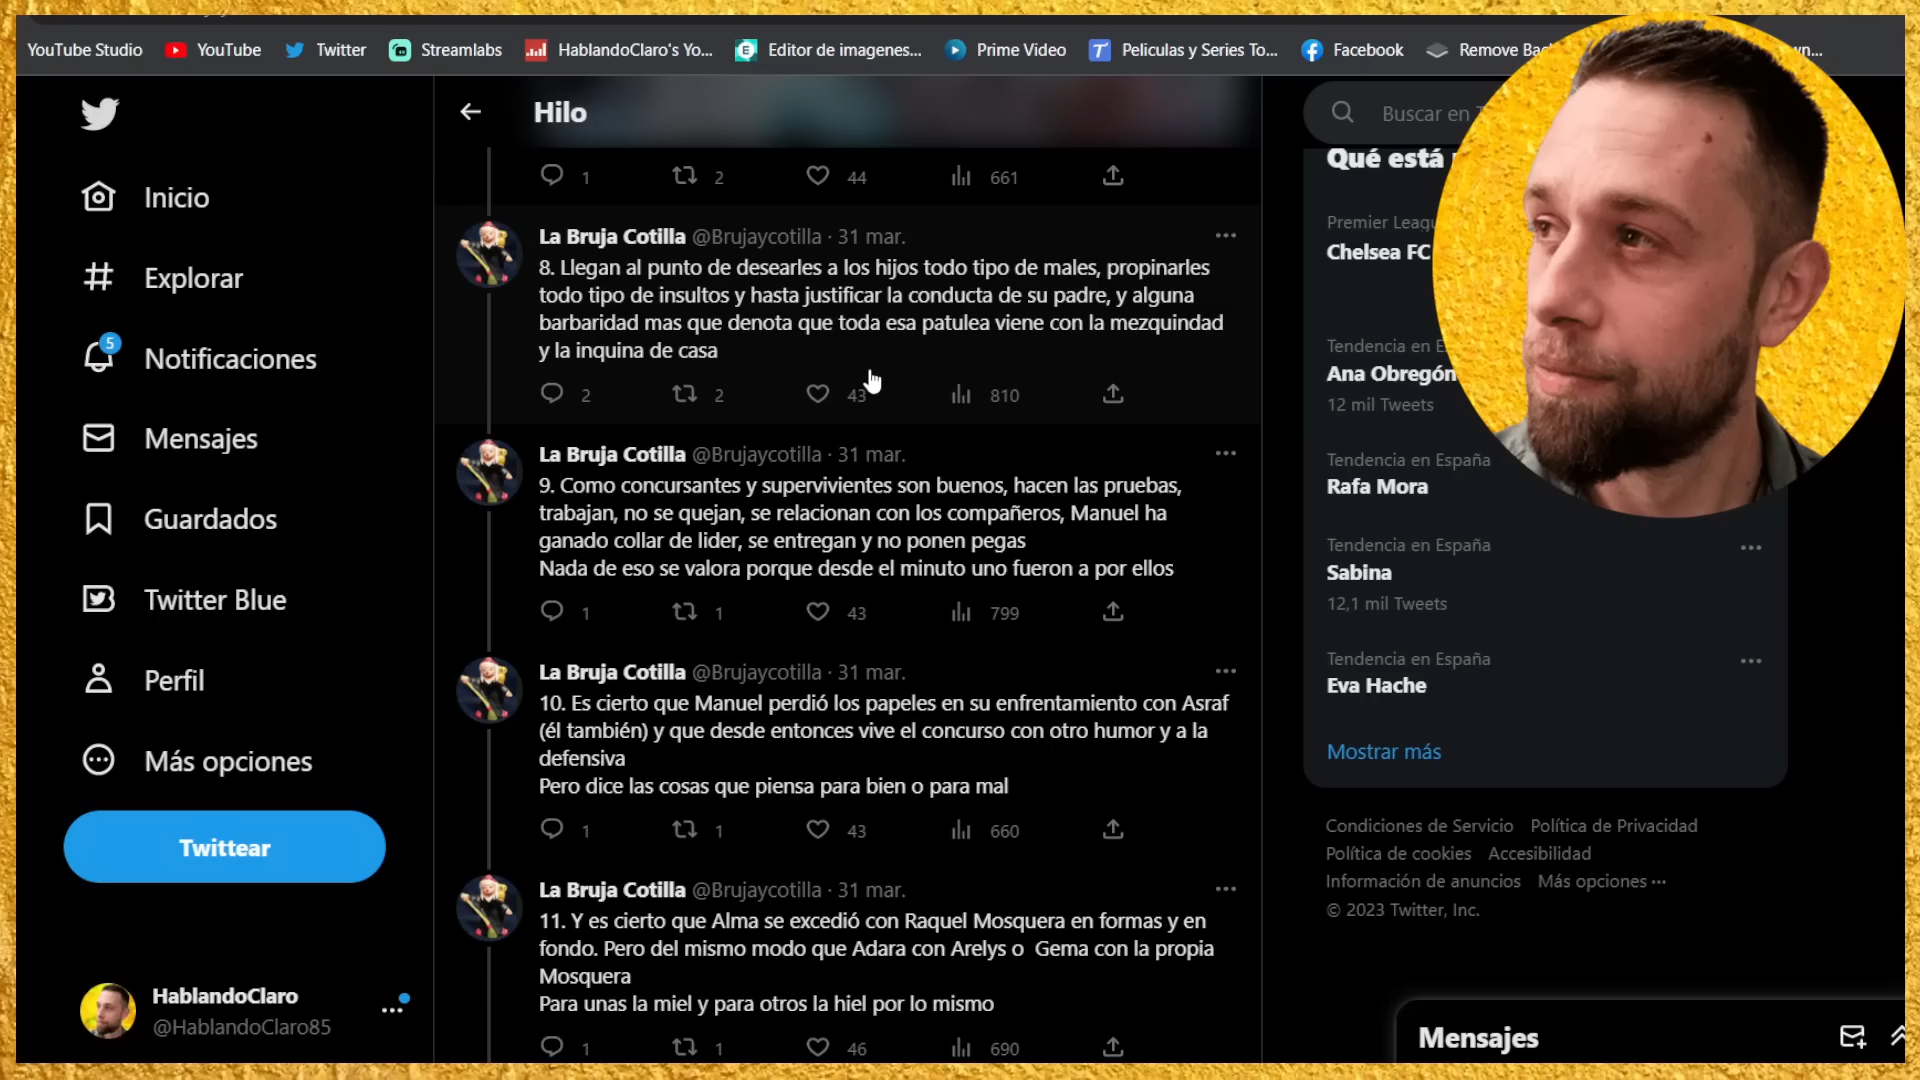 YouTube Studio YouTube Twitter Streamlabs HablandoClaro's Yo... Editor de imagenes... Prime Video Peliculas y Series To... Facebook Remove
Hilo
Buscar en
Qué está
Inicio
Explorar
5
Notificaciones
Mensajes
Guardados
Twitter Blue
Perfil
Más opciones
Twittear
HablandoClaro
@HablandoClaro85
1 2 44 661
La Bruja Cotilla @Brujaycotilla · 31 mar.
8. Llegan al punto de desearles a los hijos todo tipo de males, propinarles
todo tipo de insultos y hasta justificar la conducta de su padre, y alguna
barbaridad mas que denota que toda esa patulea viene con la mezquindad
y la inquina de casa
2 2 43 810
La Bruja Cotilla @Brujaycotilla · 31 mar.
9. Como concursantes y supervivientes son buenos, hacen las pruebas,
trabajan, no se quejan, se relacionan con los compañeros, Manuel ha
ganado collar de lider, se entregan y no ponen pegas
Nada de eso se valora porque desde el minuto uno fueron a por ellos
1 1 43 799
La Bruja Cotilla @Brujaycotilla · 31 mar.
10. Es cierto que Manuel perdió los papeles en su enfrentamiento con Asraf
(él también) y que desde entonces vive el concurso con otro humor y a la
defensiva
Pero dice las cosas que piensa para bien o para mal
1 1 43 660
La Bruja Cotilla @Brujaycotilla · 31 mar.
11. Y es cierto que Alma se excedió con Raquel Mosquera en formas y en
fondo. Pero del mismo modo que Adara con Arelys o Gema con la propia
Mosquera
Para unas la miel y para otros la hiel por lo mismo
1 1 46 690
Premier Leagu
Chelsea FC
Tendencia en E
Ana Obregón
12 mil Tweets
Tendencia en España
Rafa Mora
Tendencia en España
Sabina
12,1 mil Tweets
Tendencia en España
Eva Hache
Mostrar más
Condiciones de Servicio Política de Privacidad
Política de cookies Accesibilidad
Información de anuncios Más opciones ···
© 2023 Twitter, Inc.
Mensajes